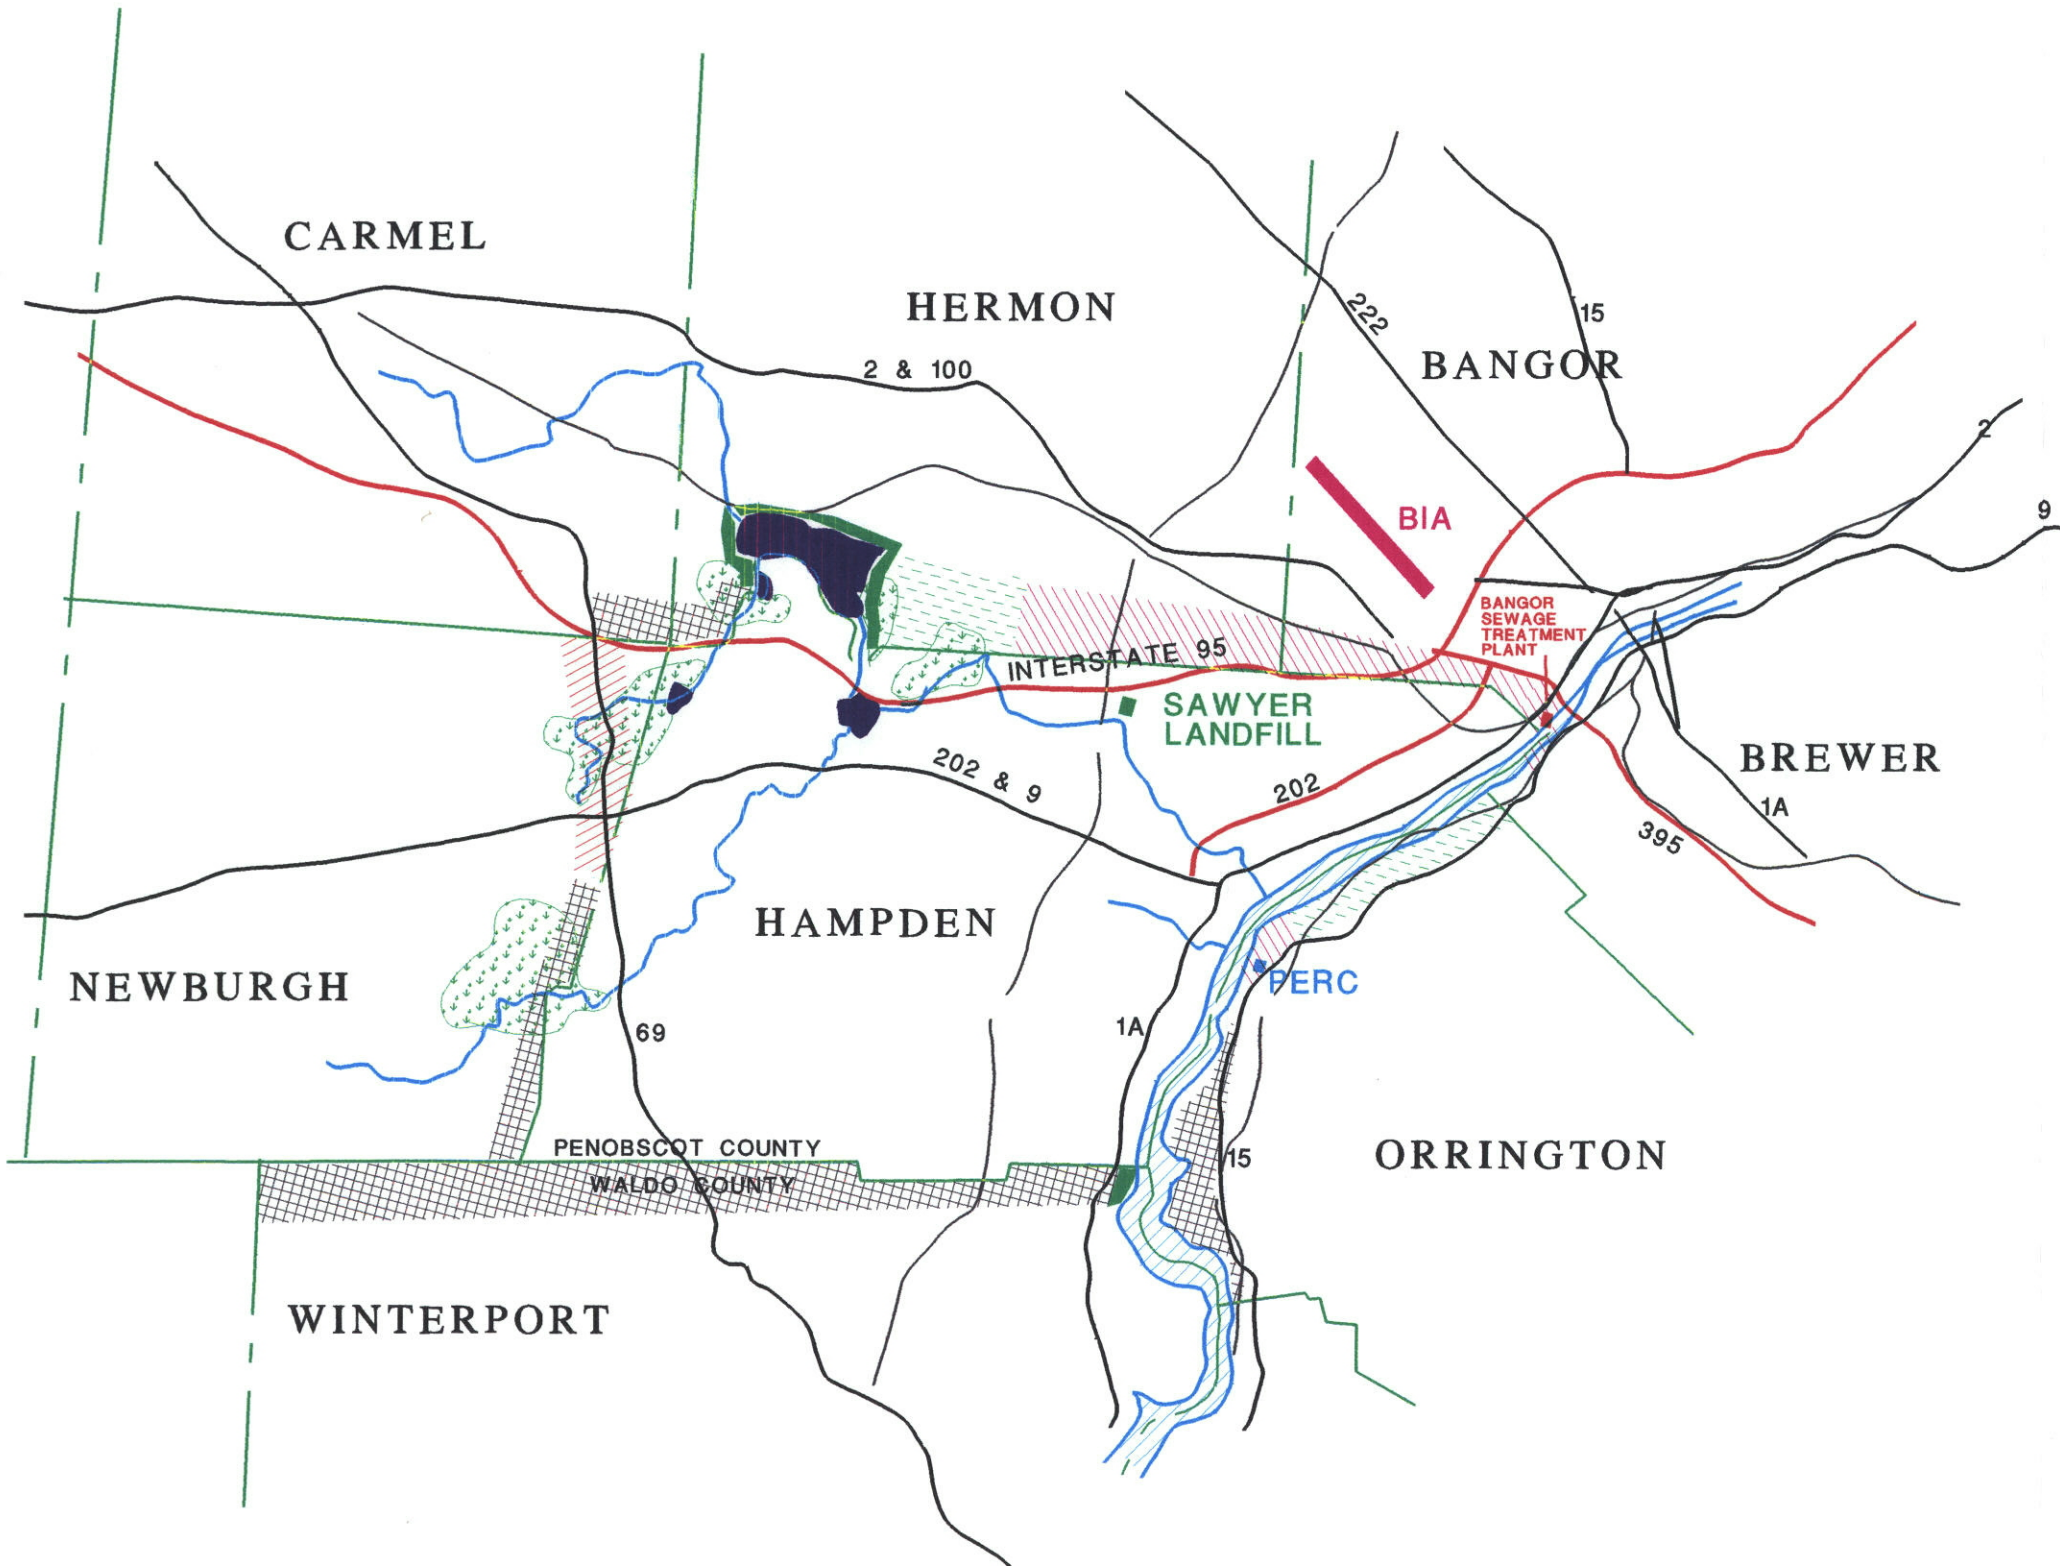 CARMEL
HERMON
222
15
BANGOR
2 & 100
2
9
BIA
BANGOR
SEWAGE
TREATMENT
PLANT
INTERSTATE 95
SAWYER
LANDFILL
BREWER
202 & 9
202
1A
395
HAMPDEN
NEWBURGH
PERC
69
1A
PENOBSCOT COUNTY
WALDO COUNTY
15
ORRINGTON
WINTERPORT